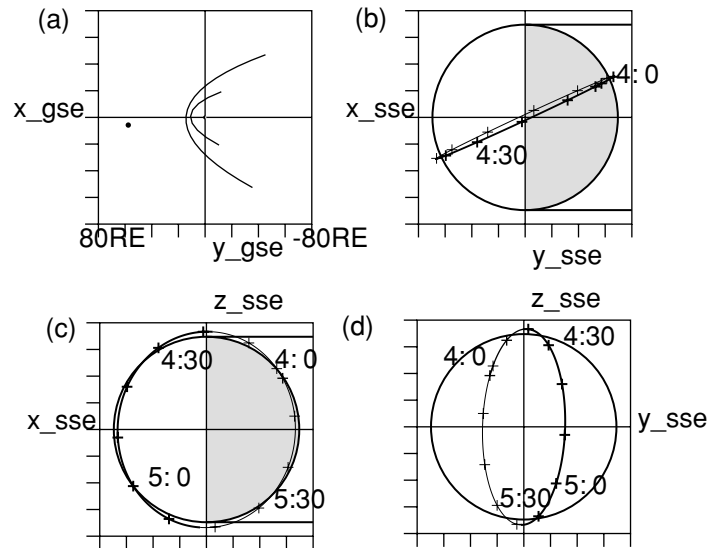 (a)
x_gse
80RE
y_gse
-80RE
(b)
x_sse
4:0
4:30
y_sse
(c)
z_sse
4:30
4:0
x_sse
5:0
5:30
(d)
z_sse
4:30
4:0
y_sse
5:30
5:0